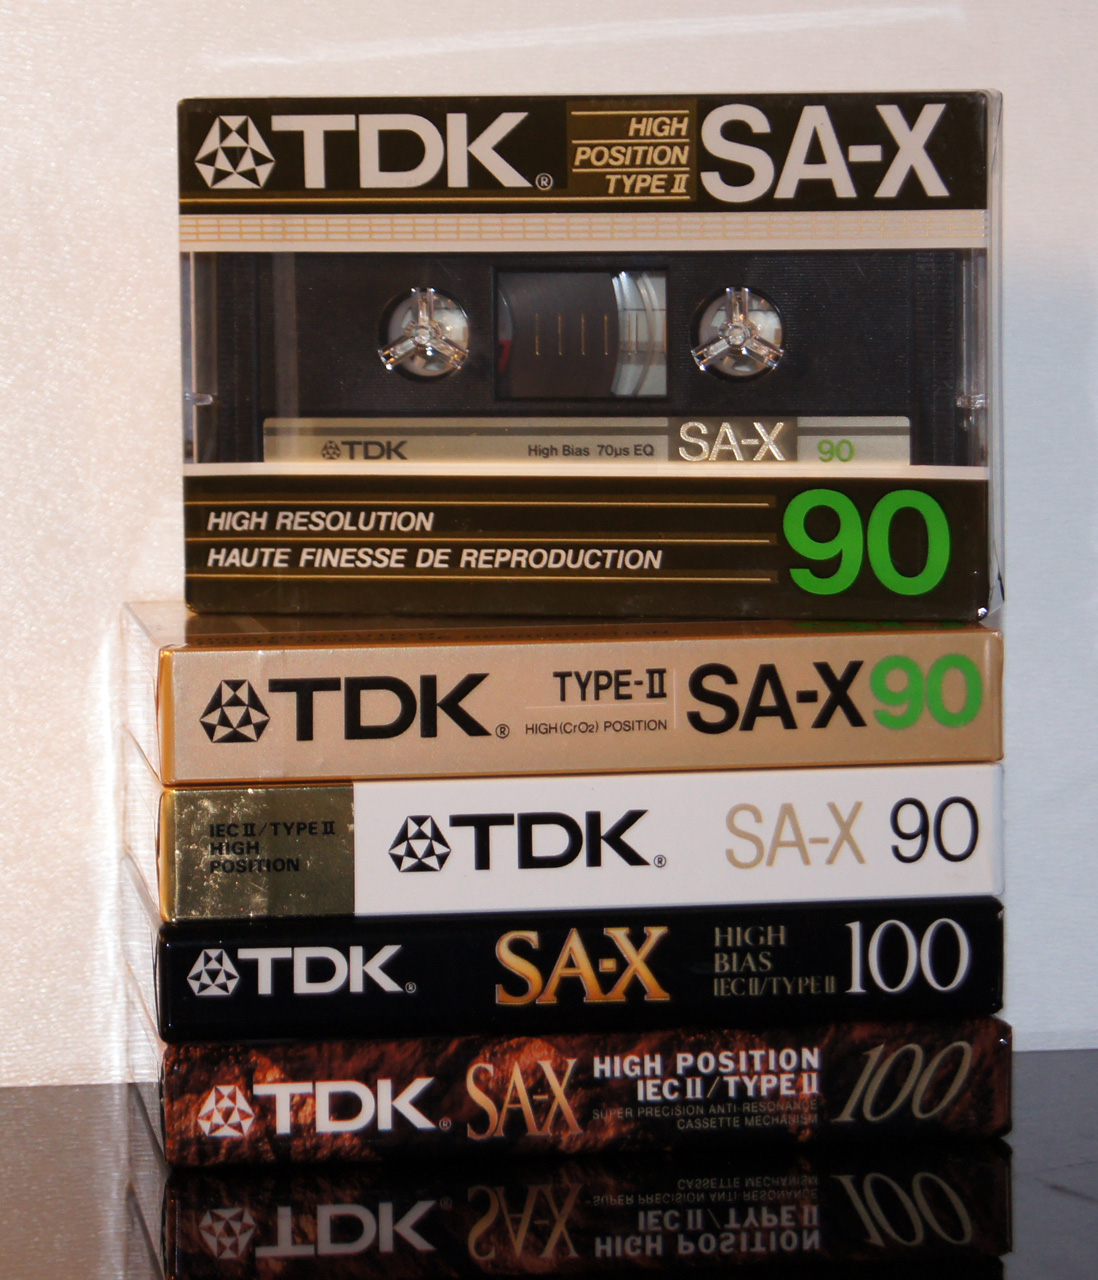 TDK® HIGH POSITION TYPE II SA-X
TDK High Bias 70µs EQ SA-X 90
HIGH RESOLUTION
HAUTE FINESSE DE REPRODUCTION
90
TDK® TYPE-II SA-X 90
HIGH (CrO₂) POSITION
IEC II / TYPE II
HIGH
POSITION
TDK® SA-X 90
TDK® SA-X
HIGH
BIAS
IEC II/TYPE II
100
TDK® SA-X
HIGH POSITION
IEC II / TYPE II
SUPER PRECISION ANTI-RESONANCE
CASSETTE MECHANISM
100